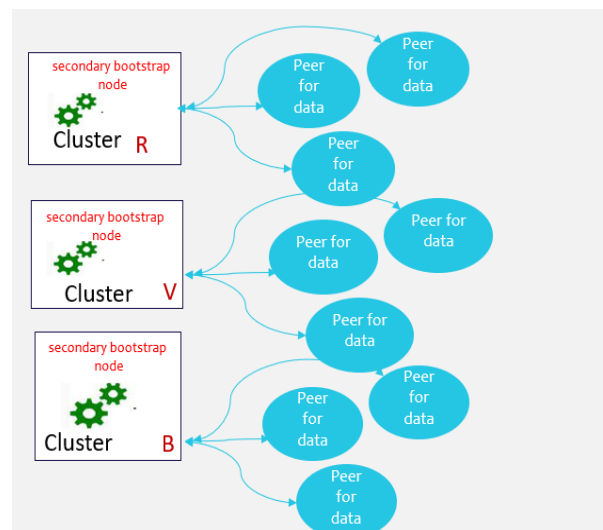 secondary bootstrap
node
Cluster R
Peer
for
data
Peer
for
data
Peer
for
data
secondary bootstrap
node
Cluster V
Peer for
data
Peer for
data
Peer for
data
secondary bootstrap
node
Cluster B
Peer
for
data
Peer
for
data
Peer
for
data